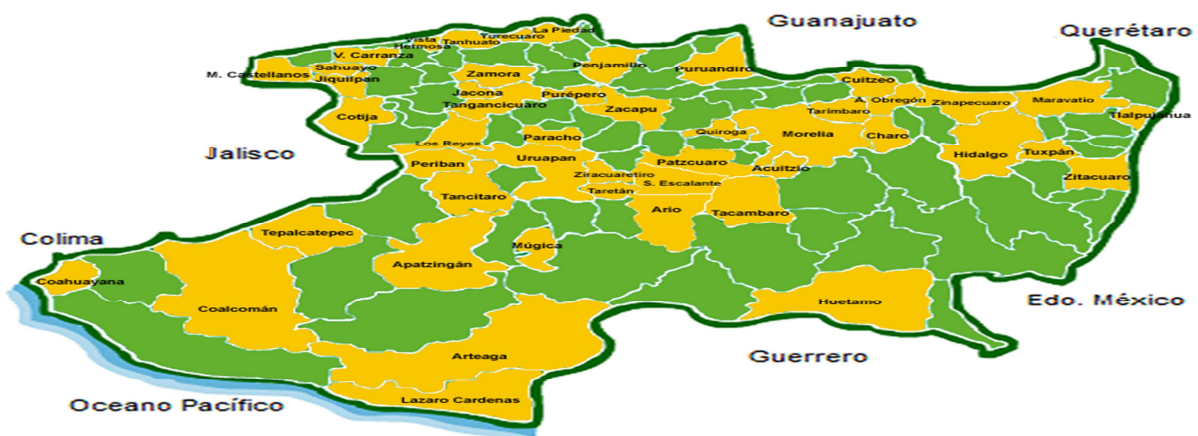 Guanajuato
Querétaro
La Piedad
Yurecuaro
Vista
Hermosa
Tanhuato
V. Carranza
Penjamillo
Puruandiro
Sahuayo
M. Castellanos
Jiquilpan
Zamora
Cuitzeo
Jacona
Purépero
A. Obregón
Zinapecuaro
Maravatio
Tangancicuaro
Zacapu
Tarimbaro
Tlalpujahua
Cotija
Quiroga
Morelia
Charo
Paracho
Los Reyes
Jalisco
Hidalgo
Tuxpán
Uruapan
Patzcuaro
Periban
Acuitzio
Ziracuaretiro
Zitacuaro
S. Escalante
Taretán
Tancitaro
Ario
Tacambaro
Tepalcatepec
Colima
Múgica
Apatzingán
Coahuayana
Edo. México
Huetamo
Coalcomán
Arteaga
Guerrero
Lazaro Cardenas
Oceano Pacífico